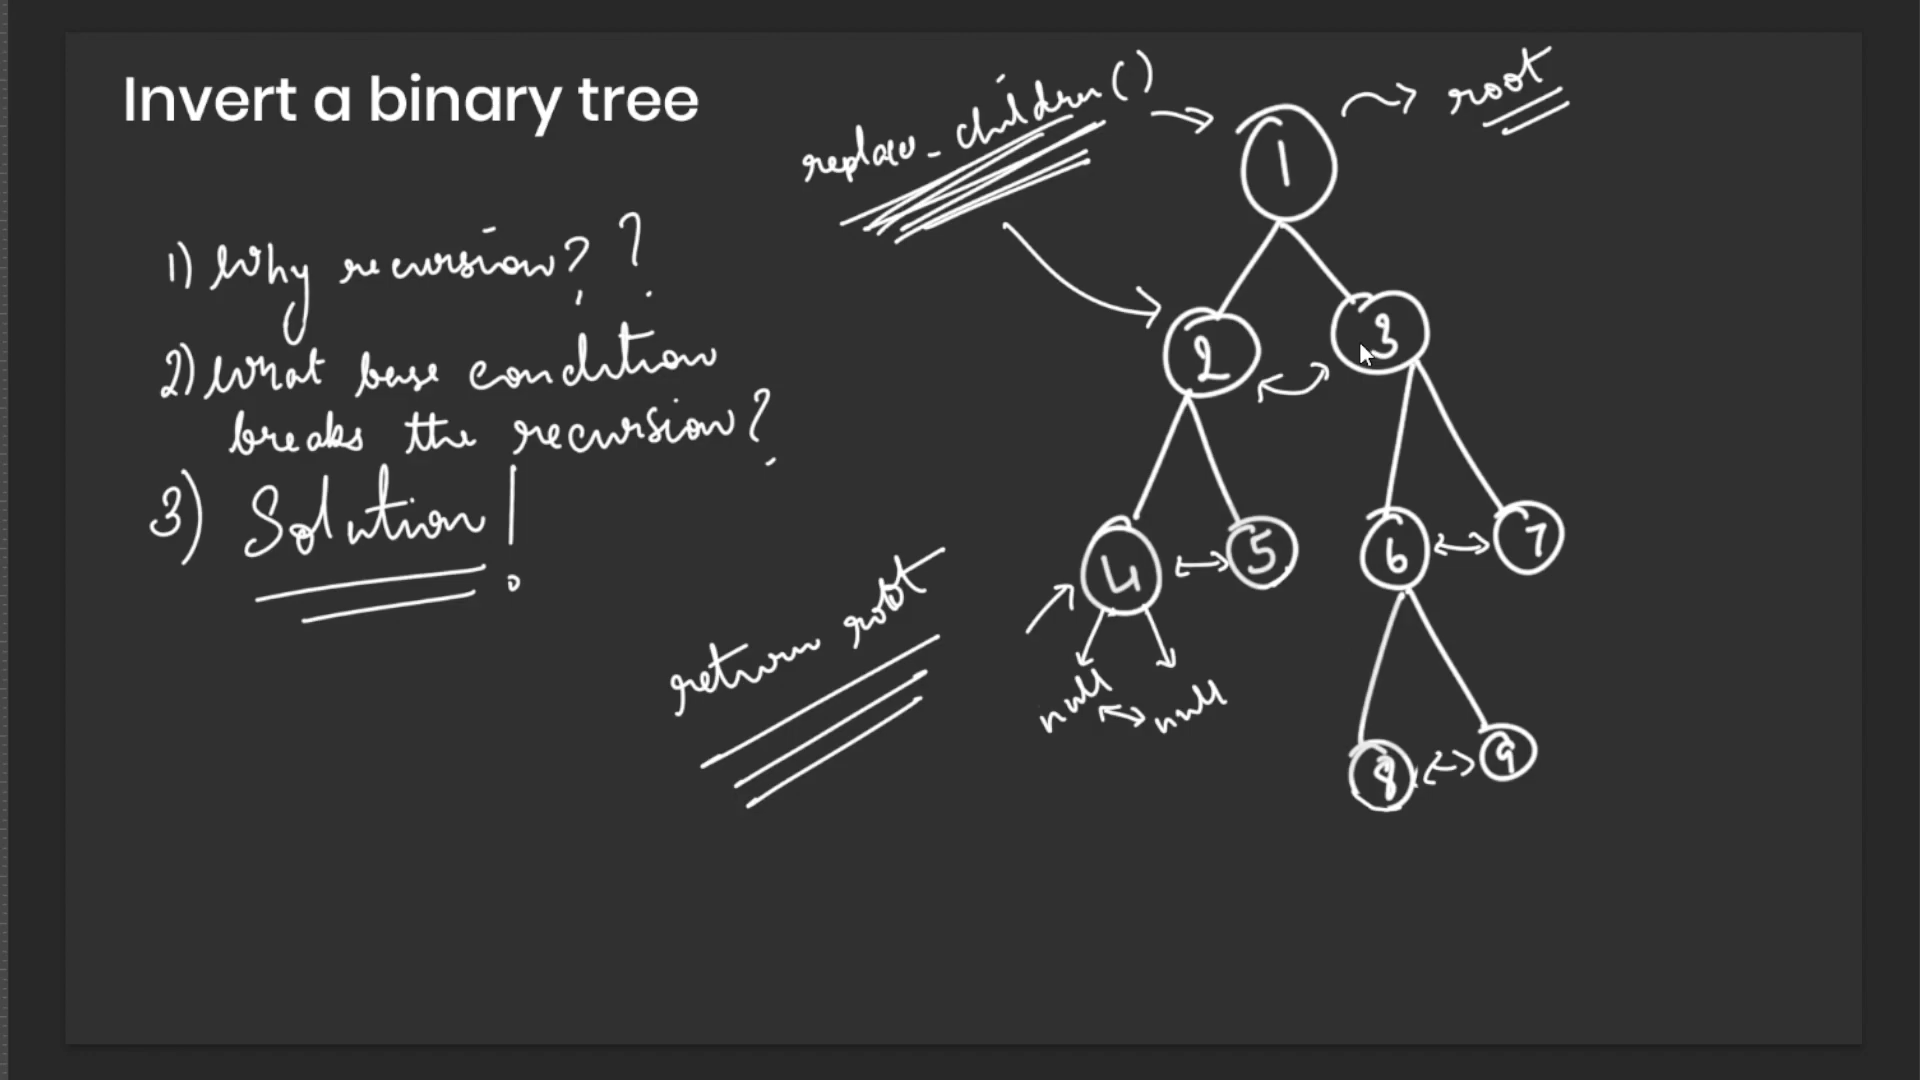 Invert a binary tree
replace_children()
root
1) Why recursion??
2) What base condition
breaks the recursion?
3) Solution!
return root
1
2
3
4
5
6
7
null
null
8
9